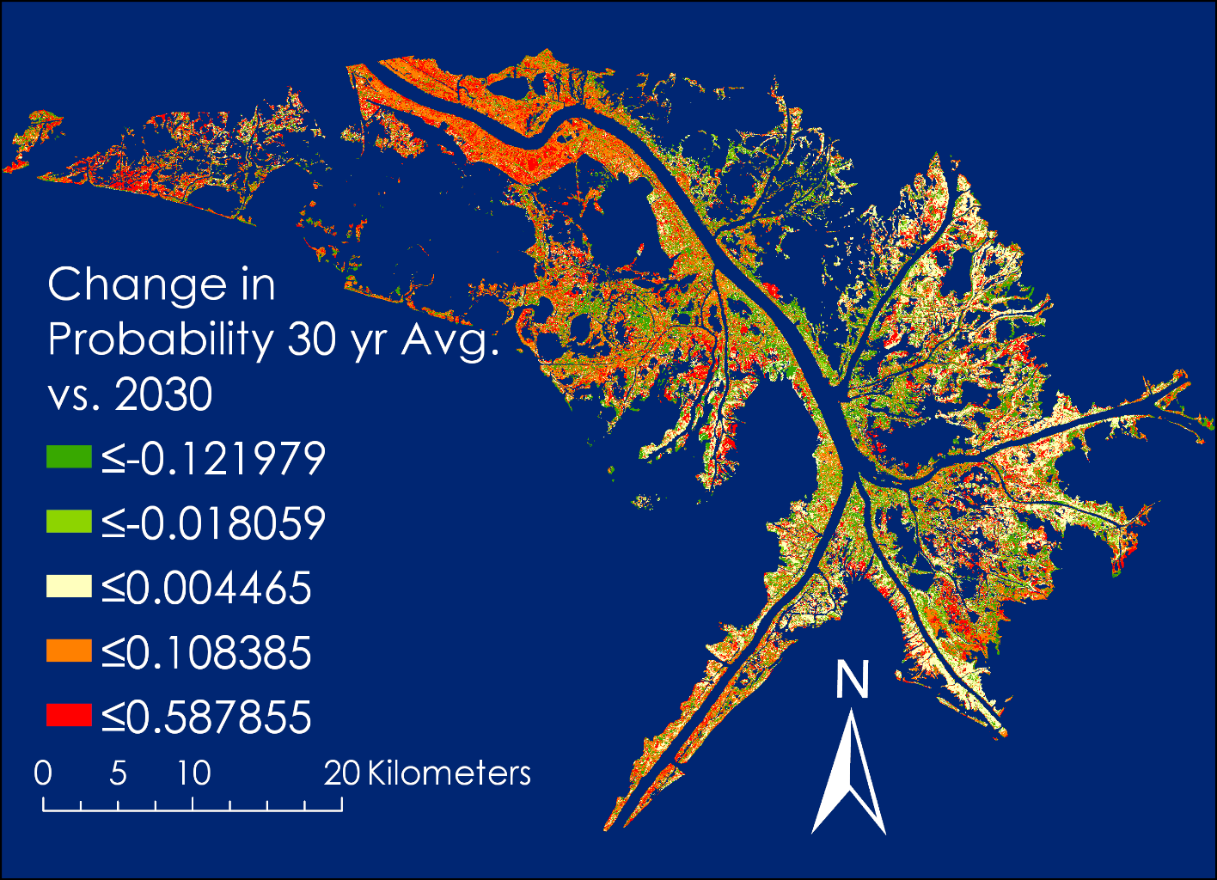 Change in
Probability 30 yr Avg.
vs. 2030
≤-0.121979
≤-0.018059
≤0.004465
≤0.108385
≤0.587855
0 5 10 20 Kilometers
N